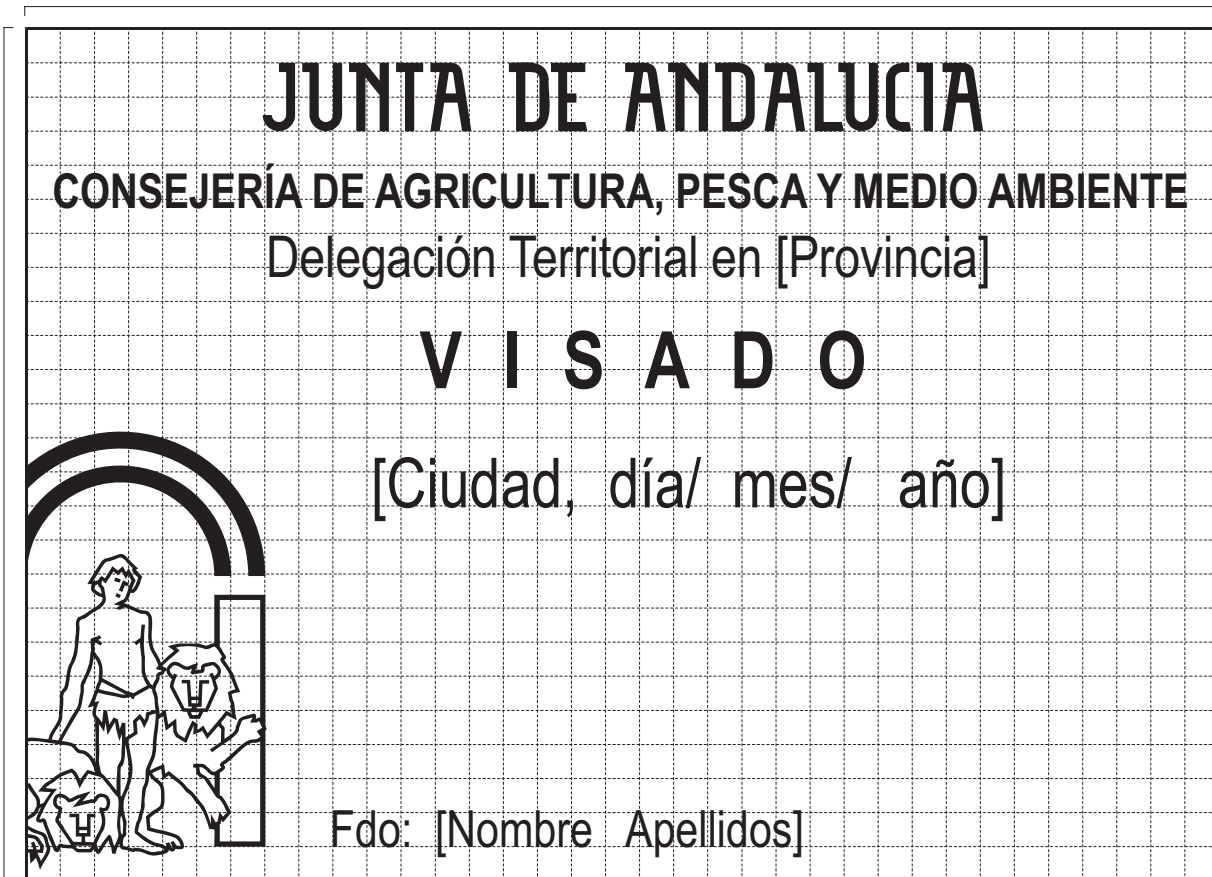 JUNTA DE ANDALUCIA
CONSEJERÍA DE AGRICULTURA, PESCA Y MEDIO AMBIENTE
Delegación Territorial en [Provincia]
VISADO
[Ciudad, día/ mes/ año]
Fdo: [Nombre Apellidos]